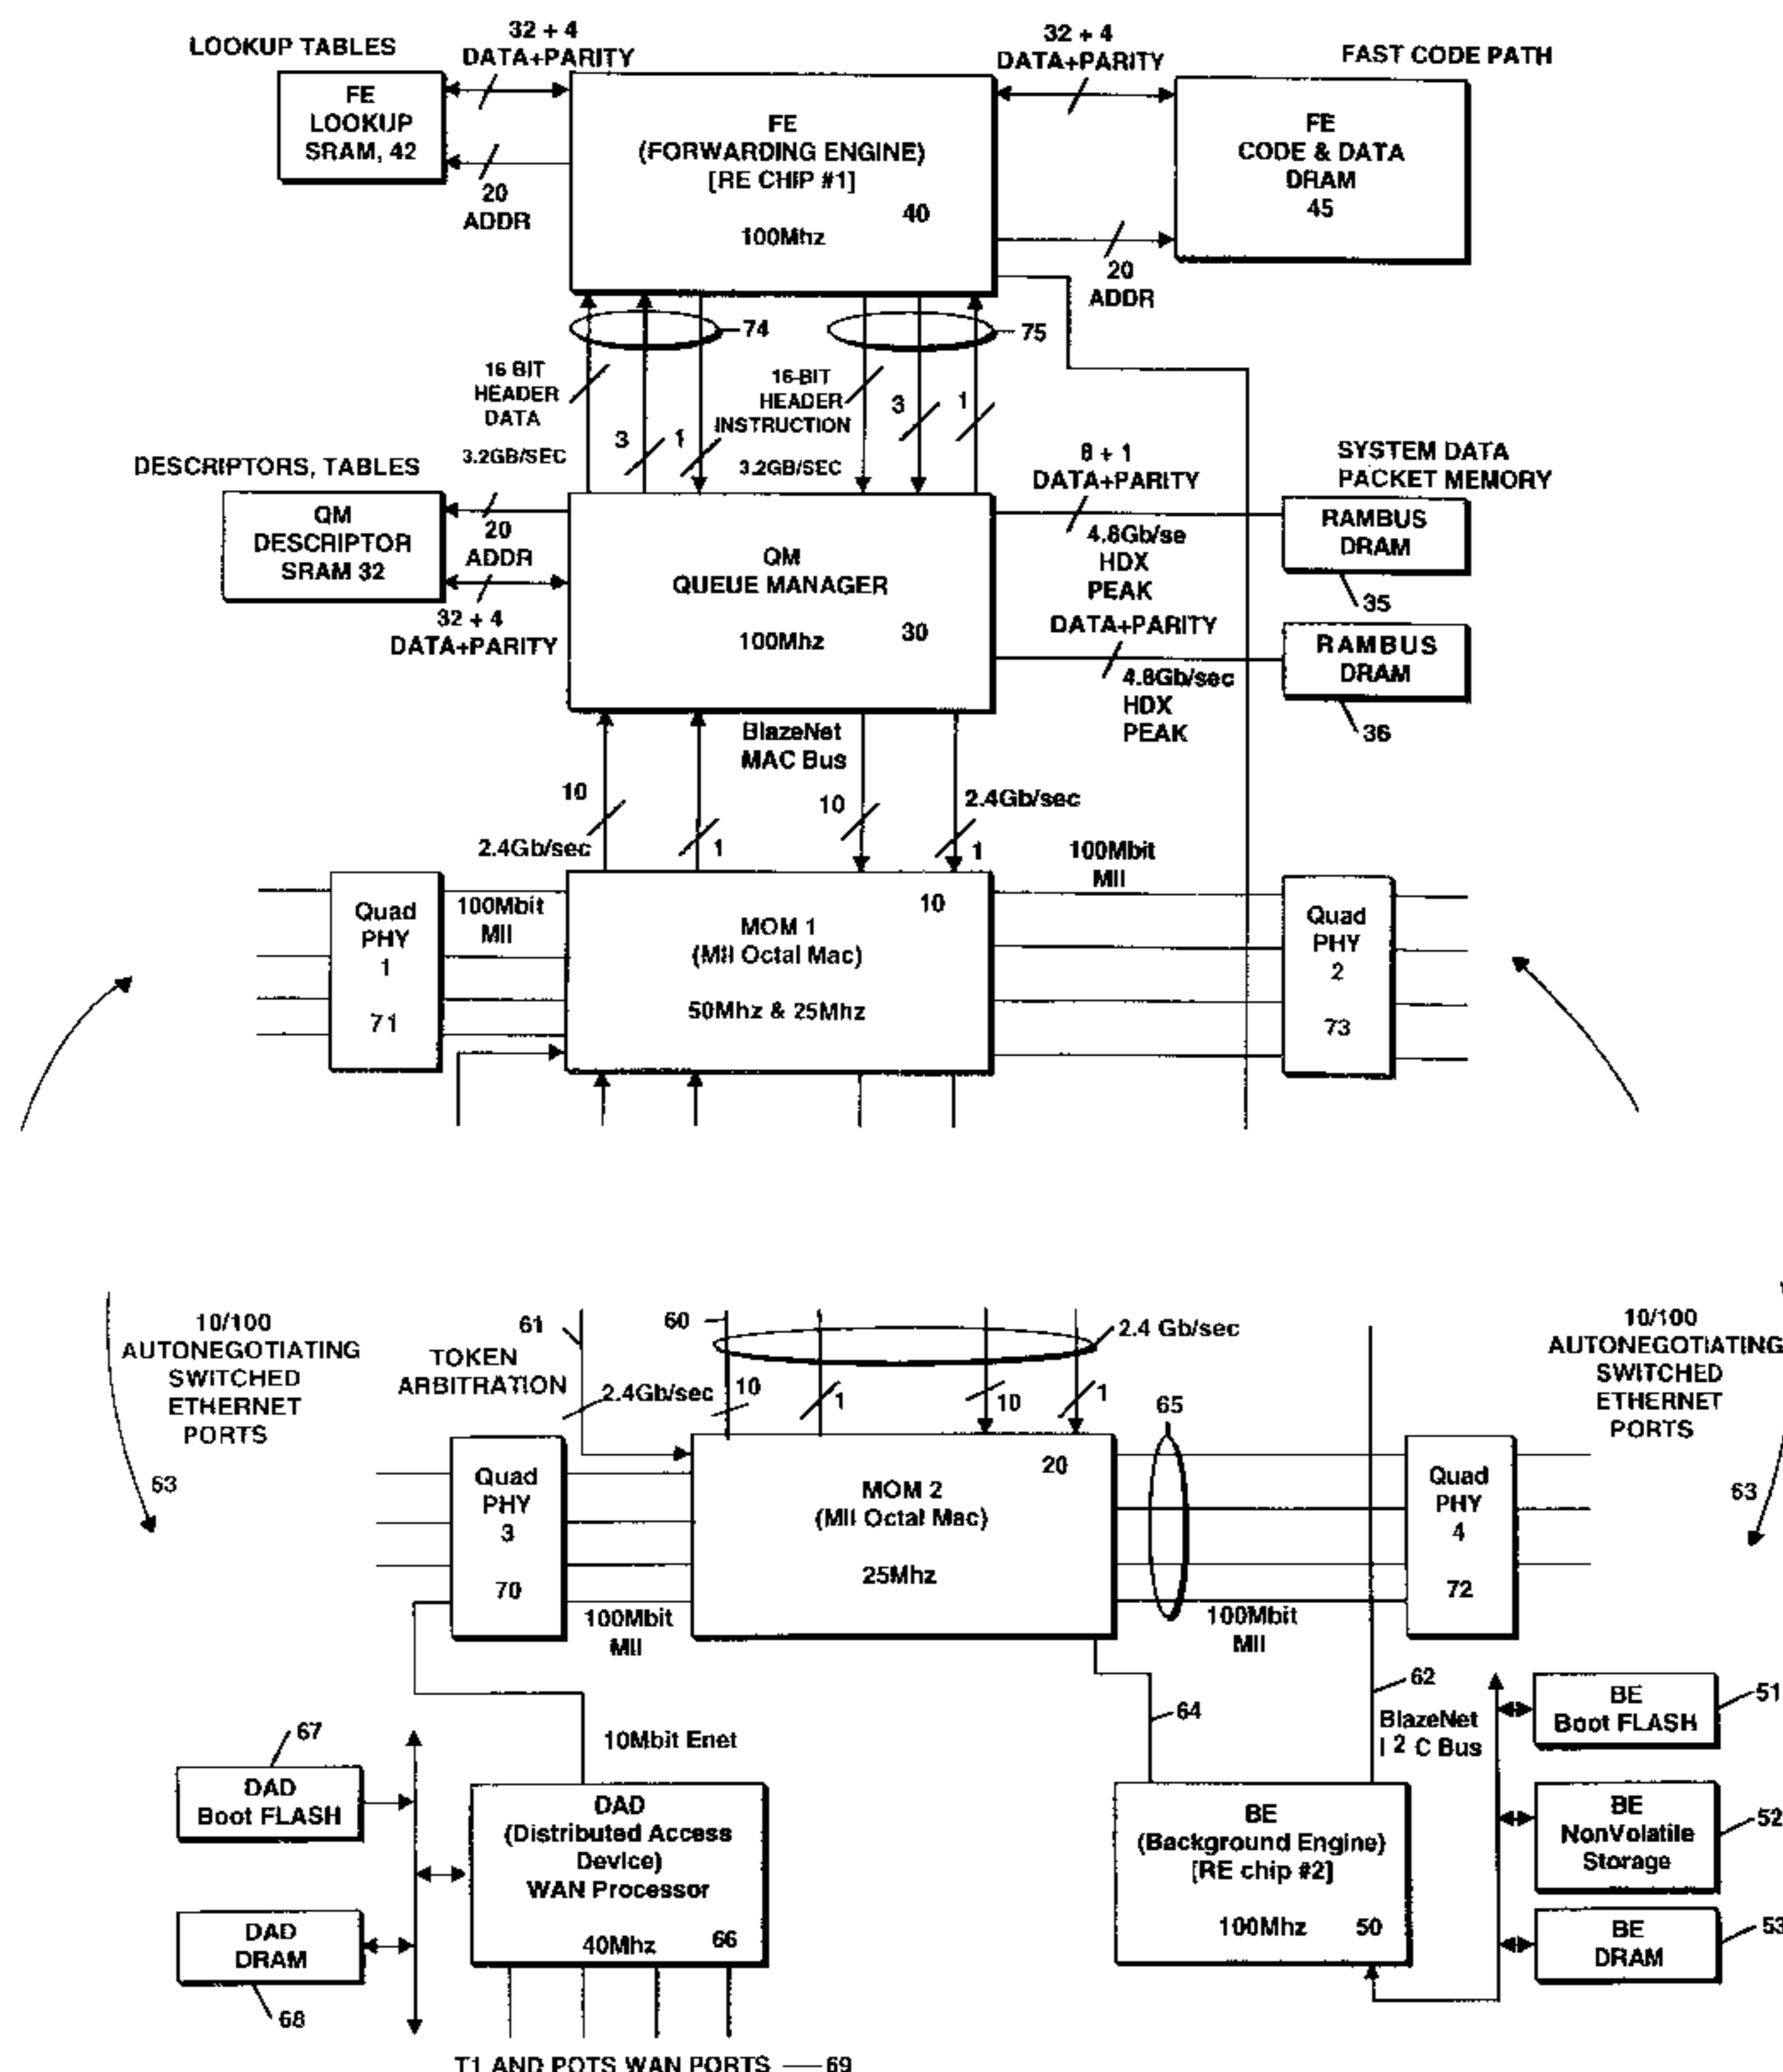 LOOKUP TABLES
32 + 4
DATA+PARITY
32 + 4
DATA+PARITY
FAST CODE PATH
FE
LOOKUP
SRAM, 42
20
ADDR
FE
(FORWARDING ENGINE)
[RE CHIP #1]
40
100Mhz
FE
CODE & DATA
DRAM
45
20
ADDR
74
75
16 BIT
HEADER
DATA
3.2GB/SEC
3
1
16-BIT
HEADER
INSTRUCTION
3.2GB/SEC
3
1
DESCRIPTORS, TABLES
QM
DESCRIPTOR
SRAM 32
20
ADDR
32 + 4
DATA+PARITY
QM
QUEUE MANAGER
30
100Mhz
8 + 1
DATA+PARITY
4.8Gb/se
HDX
PEAK
SYSTEM DATA
PACKET MEMORY
RAMBUS
DRAM
35
DATA+PARITY
4.8Gb/sec
HDX
PEAK
RAMBUS
DRAM
36
BlazeNet
MAC Bus
10
2.4Gb/sec
1
10
2.4Gb/sec
1
100Mbit
MII
Quad
PHY
1
71
100Mbit
MII
10
MOM 1
(MII Octal Mac)
50Mhz & 25Mhz
Quad
PHY
2
73
10/100
AUTONEGOTIATING
SWITCHED
ETHERNET
PORTS
63
61
TOKEN
ARBITRATION
2.4Gb/sec
60
10
1
10
1
2.4 Gb/sec
65
10/100
AUTONEGOTIATING
SWITCHED
ETHERNET
PORTS
63
Quad
PHY
3
70
100Mbit
MII
20
MOM 2
(MII Octal Mac)
25Mhz
100Mbit
MII
Quad
PHY
4
72
64
62
BlazeNet
I 2 C Bus
BE
Boot FLASH
51
BE
NonVolatile
Storage
52
BE
DRAM
53
67
DAD
Boot FLASH
DAD
DRAM
68
10Mbit Enet
DAD
(Distributed Access
Device)
WAN Processor
40Mhz
66
BE
(Background Engine)
[RE chip #2]
100Mhz
50
T1 AND POTS WAN PORTS
69